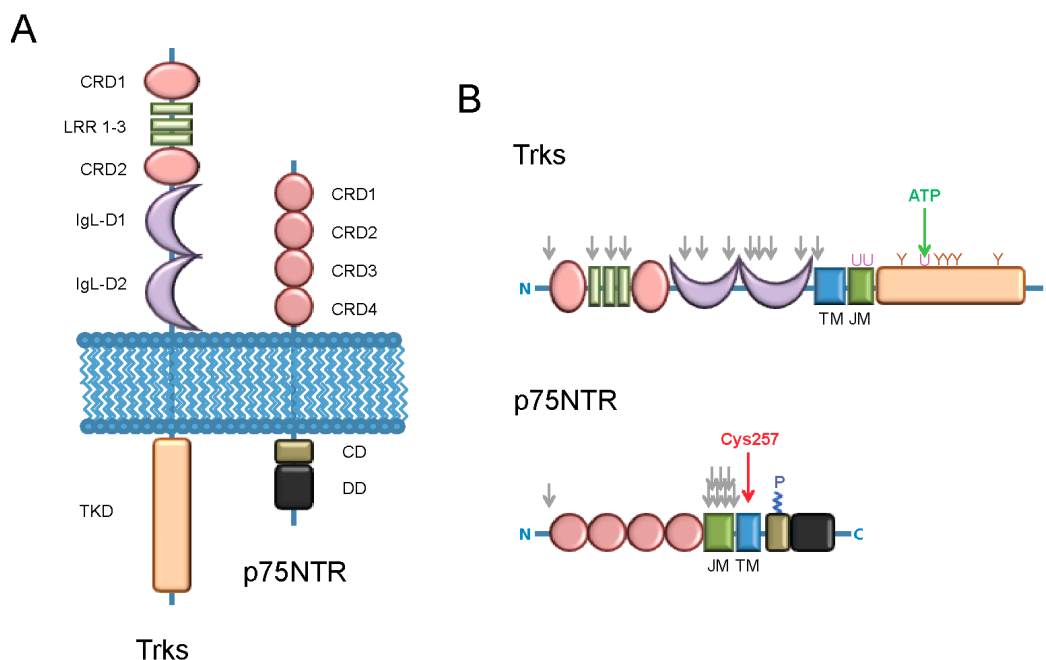 A
CRD1
LRR 1-3
CRD2
IgL-D1
IgL-D2
TKD
Trks
CRD1
CRD2
CRD3
CRD4
CD
DD
p75NTR
B
Trks
ATP
UU Y U YYY Y
N
TM JM
p75NTR
Cys257
P
N C
JM TM